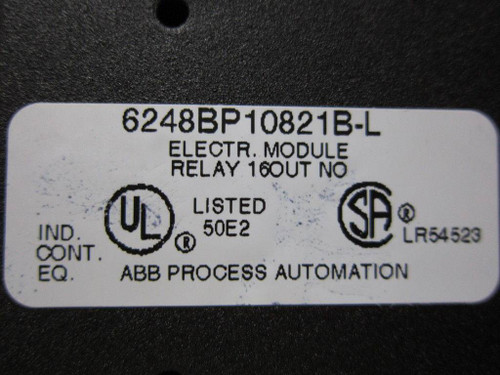 6248BP10821B-L
ELECTR. MODULE
RELAY 16OUT NO
UL ® LISTED
50E2
SA ® LR54523
IND.
CONT.
EQ. ABB PROCESS AUTOMATION